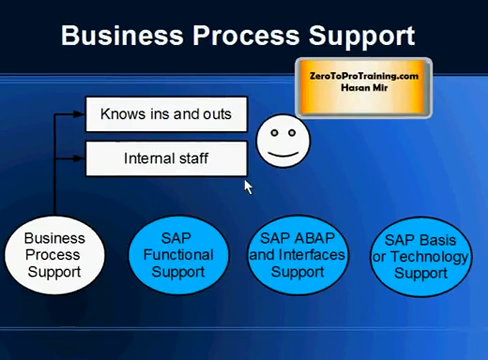 Business Process Support
ZeroToProTraining.com
Hasan Mir
Knows ins and outs
Internal staff
Business
Process
Support
SAP
Functional
Support
SAP ABAP
and Interfaces
Support
SAP Basis
or Technology
Support